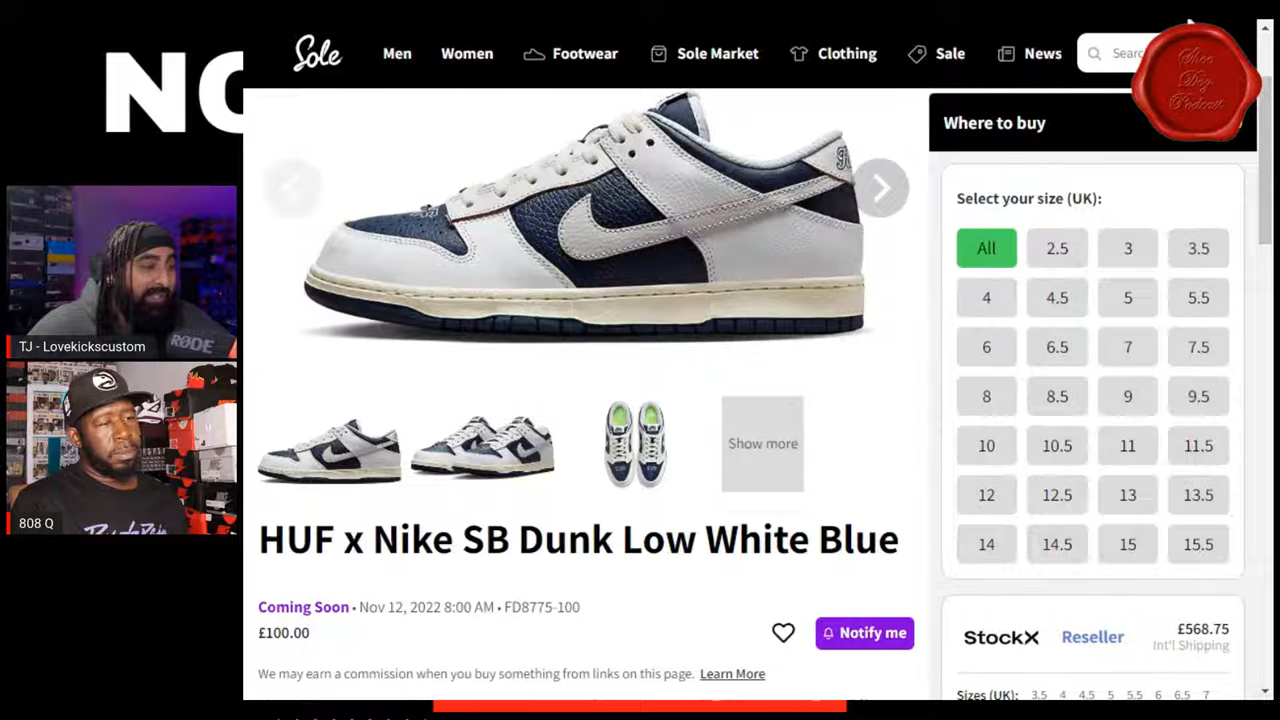 NO
Sole
Men
Women
Footwear
Sole Market
Clothing
Sale
News
Shoe
Dogs
Podcast
Where to buy
Select your size (UK):
All 2.5 3 3.5
4 4.5 5 5.5
6 6.5 7 7.5
8 8.5 9 9.5
10 10.5 11 11.5
12 12.5 13 13.5
14 14.5 15 15.5
RØDE
TJ - Lovekickscustom
808 Q
Show more
HUF x Nike SB Dunk Low White Blue
Coming Soon • Nov 12, 2022 8:00 AM • FD8775-100
£100.00
Notify me
We may earn a commission when you buy something from links on this page. Learn More
StockX Reseller £568.75
Int'l Shipping
Sizes (UK): 3.5 4 4.5 5 5.5 6 6.5 7